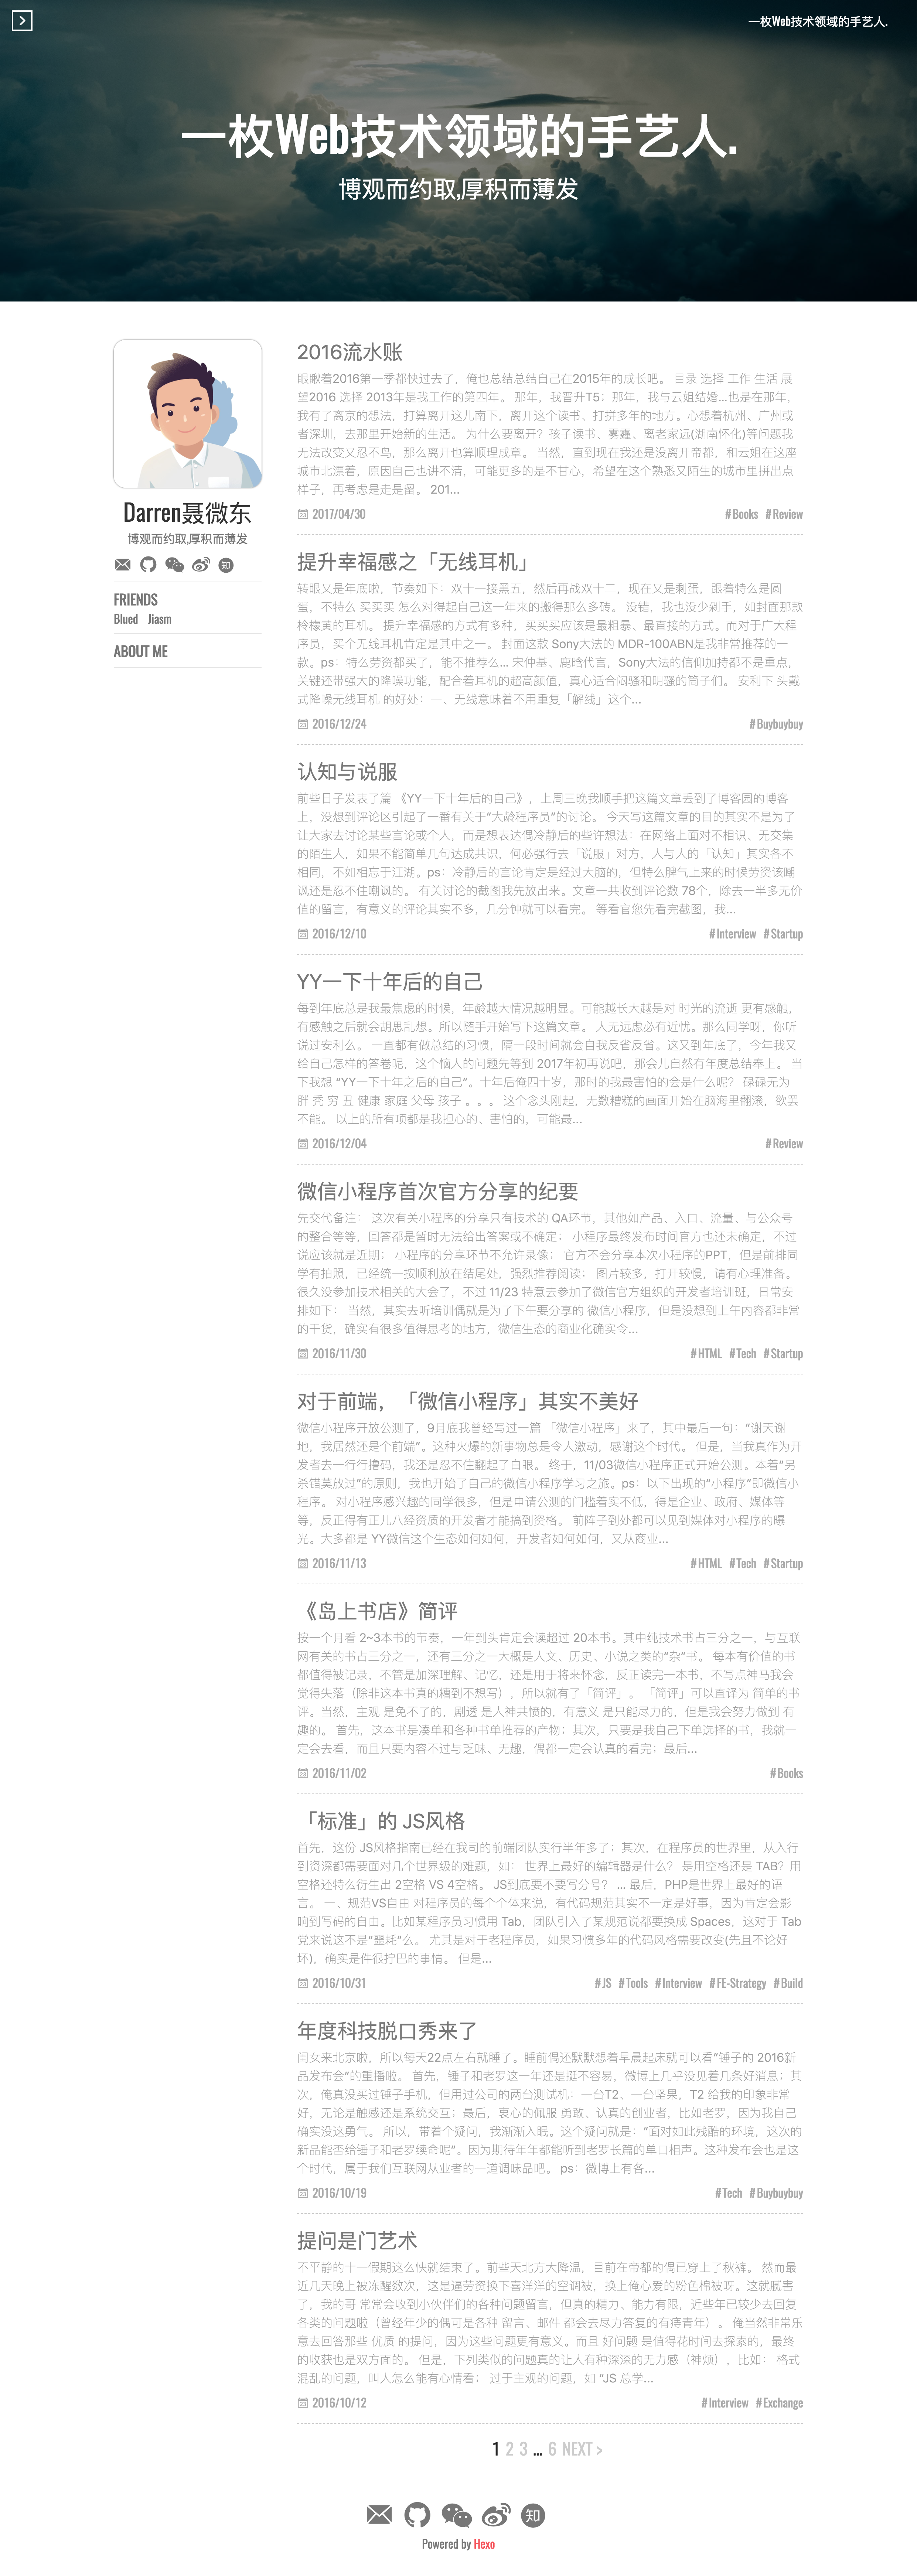 一枚Web技术领域的手艺人.
一枚Web技术领域的手艺人.
博观而约取,厚积而薄发
Darren聂微东
博观而约取,厚积而薄发
知
FRIENDS
Blued Jiasm
ABOUT ME
2016流水账
眼瞅着2016第一季都快过去了，俺也总结总结自己在2015年的成长吧。 目录 选择 工作 生活 展
望2016 选择 2013年是我工作的第四年。 那年，我晋升T5；那年，我与云姐结婚...也是在那年，
我有了离京的想法，打算离开这儿南下，离开这个读书、打拼多年的地方。心想着杭州、广州或
者深圳，去那里开始新的生活。 为什么要离开？孩子读书、雾霾、离老家远(湖南怀化)等问题我
无法改变又忍不鸟，那么离开也算顺理成章。 当然，直到现在我还是没离开帝都，和云姐在这座
城市北漂着，原因自己也讲不清，可能更多的是不甘心，希望在这个熟悉又陌生的城市里拼出点
样子，再考虑是走是留。 201...
2017/04/30 #Books #Review
提升幸福感之「无线耳机」
转眼又是年底啦，节奏如下：双十一接黑五，然后再战双十二，现在又是剩蛋，跟着特么是圆
蛋，不特么 买买买 怎么对得起自己这一年来的搬得那么多砖。 没错，我也没少剁手，如封面那款
柠檬黄的耳机。 提升幸福感的方式有多种，买买买应该是最粗暴、最直接的方式。而对于广大程
序员，买个无线耳机肯定是其中之一。 封面这款 Sony大法的 MDR-100ABN是我非常推荐的一
款。ps：特么劳资都买了，能不推荐么... 宋仲基、鹿晗代言，Sony大法的信仰加持都不是重点，
关键还带强大的降噪功能，配合着耳机的超高颜值，真心适合闷骚和明骚的筒子们。 安利下 头戴
式降噪无线耳机 的好处：一、无线意味着不用重复「解线」这个...
2016/12/24 #Buybuybuy
认知与说服
前些日子发表了篇 《YY一下十年后的自己》，上周三晚我顺手把这篇文章丢到了博客园的博客
上，没想到评论区引起了一番有关于“大龄程序员”的讨论。 今天写这篇文章的目的其实不是为了
让大家去讨论某些言论或个人，而是想表达偶冷静后的些许想法：在网络上面对不相识、无交集
的陌生人，如果不能简单几句达成共识，何必强行去「说服」对方，人与人的「认知」其实各不
相同，不如相忘于江湖。ps：冷静后的言论肯定是经过大脑的，但特么脾气上来的时候劳资该嘲
讽还是忍不住嘲讽的。 有关讨论的截图我先放出来。文章一共收到评论数 78个，除去一半多无价
值的留言，有意义的评论其实不多，几分钟就可以看完。 等看官您先看完截图，我...
2016/12/10 #Interview #Startup
YY一下十年后的自己
每到年底总是我最焦虑的时候，年龄越大情况越明显。可能越长大越是对 时光的流逝 更有感触，
有感触之后就会胡思乱想。所以随手开始写下这篇文章。 人无远虑必有近忧。那么同学呀，你听
说过安利么。 一直都有做总结的习惯，隔一段时间就会自我反省反省。这又到年底了，今年我又
给自己怎样的答卷呢，这个恼人的问题先等到 2017年初再说吧，那会儿自然有年度总结奉上。 当
下我想 “YY一下十年之后的自己”。十年后俺四十岁，那时的我最害怕的会是什么呢？ 碌碌无为
胖 秃 穷 丑 健康 家庭 父母 孩子 。。。 这个念头刚起，无数糟糕的画面开始在脑海里翻滚，欲罢
不能。 以上的所有项都是我担心的、害怕的，可能最...
2016/12/04 #Review
微信小程序首次官方分享的纪要
先交代备注： 这次有关小程序的分享只有技术的 QA环节，其他如产品、入口、流量、与公众号
的整合等等，回答都是暂时无法给出答案或不确定； 小程序最终发布时间官方也还未确定，不过
说应该就是近期； 小程序的分享环节不允许录像； 官方不会分享本次小程序的PPT，但是前排同
学有拍照，已经统一按顺利放在结尾处，强烈推荐阅读； 图片较多，打开较慢，请有心理准备。
很久没参加技术相关的大会了，不过 11/23 特意去参加了微信官方组织的开发者培训班，日常安
排如下： 当然，其实去听培训偶就是为了下午要分享的 微信小程序，但是没想到上午内容都非常
的干货，确实有很多值得思考的地方，微信生态的商业化确实令...
2016/11/30 #HTML #Tech #Startup
对于前端，「微信小程序」其实不美好
微信小程序开放公测了，9月底我曾经写过一篇 「微信小程序」来了，其中最后一句：“谢天谢
地，我居然还是个前端”。这种火爆的新事物总是令人激动，感谢这个时代。 但是，当我真作为开
发者去一行行撸码，我还是忍不住翻起了白眼。 终于，11/03微信小程序正式开始公测。本着“另
杀错莫放过”的原则，我也开始了自己的微信小程序学习之旅。ps：以下出现的“小程序”即微信小
程序。 对小程序感兴趣的同学很多，但是申请公测的门槛着实不低，得是企业、政府、媒体等
等，反正得有正儿八经资质的开发者才能搞到资格。 前阵子到处都可以见到媒体对小程序的曝
光。大多都是 YY微信这个生态如何如何，开发者如何如何，又从商业...
2016/11/13 #HTML #Tech #Startup
《岛上书店》简评
按一个月看 2~3本书的节奏，一年到头肯定会读超过 20本书。其中纯技术书占三分之一，与互联
网有关的书占三分之一，还有三分之一大概是人文、历史、小说之类的“杂”书。 每本有价值的书
都值得被记录，不管是加深理解、记忆，还是用于将来怀念，反正读完一本书，不写点神马我会
觉得失落（除非这本书真的糟到不想写），所以就有了「简评」。 「简评」可以直译为 简单的书
评。当然，主观 是免不了的，剧透 是人神共愤的，有意义 是只能尽力的，但是我会努力做到 有
趣的。 首先，这本书是凑单和各种书单推荐的产物；其次，只要是我自己下单选择的书，我就一
定会去看，而且只要内容不过与乏味、无趣，偶都一定会认真的看完；最后...
2016/11/02 #Books
「标准」的 JS风格
首先，这份 JS风格指南已经在我司的前端团队实行半年多了；其次，在程序员的世界里，从入行
到资深都需要面对几个世界级的难题，如： 世界上最好的编辑器是什么？ 是用空格还是 TAB？用
空格还特么衍生出 2空格 VS 4空格。 JS到底要不要写分号？ ... 最后，PHP是世界上最好的语
言。 一、规范VS自由 对程序员的每个个体来说，有代码规范其实不一定是好事，因为肯定会影
响到写码的自由。比如某程序员习惯用 Tab，团队引入了某规范说都要换成 Spaces，这对于 Tab
党来说这不是“噩耗”么。 尤其是对于老程序员，如果习惯多年的代码风格需要改变(先且不论好
坏)，确实是件很拧巴的事情。 但是...
2016/10/31 #JS #Tools #Interview #FE-Strategy #Build
年度科技脱口秀来了
闺女来北京啦，所以每天22点左右就睡了。睡前偶还默默想着早晨起床就可以看“锤子的 2016新
品发布会”的重播啦。 首先，锤子和老罗这一年还是挺不容易，微博上几乎没见着几条好消息；其
次，俺真没买过锤子手机，但用过公司的两台测试机：一台T2、一台坚果，T2 给我的印象非常
好，无论是触感还是系统交互；最后，衷心的佩服 勇敢、认真的创业者，比如老罗，因为我自己
确实没这勇气。 所以，带着个疑问，我渐渐入眠。这个疑问就是：“面对如此残酷的环境，这次的
新品能否给锤子和老罗续命呢”。因为期待年年都能听到老罗长篇的单口相声。这种发布会也是这
个时代，属于我们互联网从业者的一道调味品吧。 ps：微博上有各...
2016/10/19 #Tech #Buybuybuy
提问是门艺术
不平静的十一假期这么快就结束了。前些天北方大降温，目前在帝都的偶已穿上了秋裤。 然而最
近几天晚上被冻醒数次，这是逼劳资换下喜洋洋的空调被，换上俺心爱的粉色棉被呀。这就腻害
了，我的哥 常常会收到小伙伴们的各种问题留言，但真的精力、能力有限，近些年已较少去回复
各类的问题啦（曾经年少的偶可是各种 留言、邮件 都会去尽力答复的有痔青年）。 俺当然非常乐
意去回答那些 优质 的提问，因为这些问题更有意义。而且 好问题 是值得花时间去探索的，最终
的收获也是双方面的。 但是，下列类似的问题真的让人有种深深的无力感（神烦），比如： 格式
混乱的问题，叫人怎么能有心情看； 过于主观的问题，如 “JS 总学...
2016/10/12 #Interview #Exchange
1 2 3 ... 6 NEXT >
知
Powered by Hexo